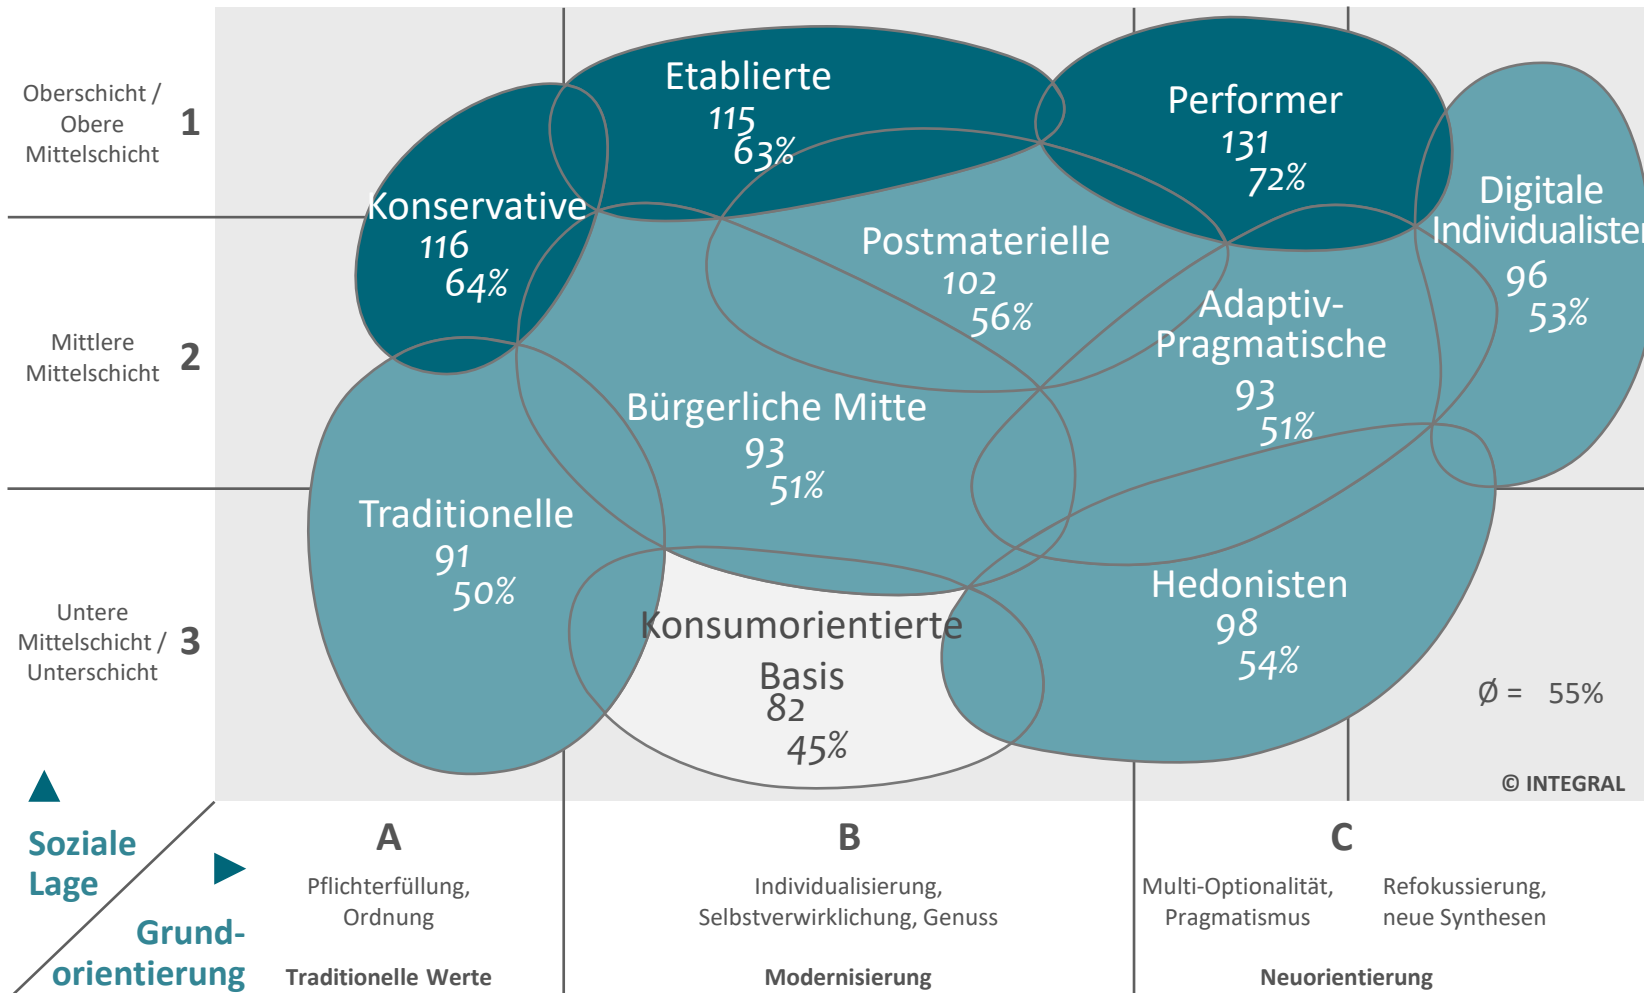 Oberschicht /
Obere
Mittelschicht
1
Mittlere
Mittelschicht
2
Untere
Mittelschicht /
Unterschicht
3
Etablierte
115
63%
Performer
131
72%
Konservative
116
64%
Postmaterielle
102
56%
Digitale
Individualisten
96
53%
Adaptiv-
Pragmatische
93
51%
Bürgerliche Mitte
93
51%
Traditionelle
91
50%
Konsumorientierte
Basis
82
45%
Hedonisten
98
54%
Ø = 55%
© INTEGRAL
Soziale
Lage
Grund-
orientierung
A
Pflichterfüllung,
Ordnung
Traditionelle Werte
B
Individualisierung,
Selbstverwirklichung, Genuss
Modernisierung
C
Multi-Optionalität,
Pragmatismus
Refokussierung,
neue Synthesen
Neuorientierung